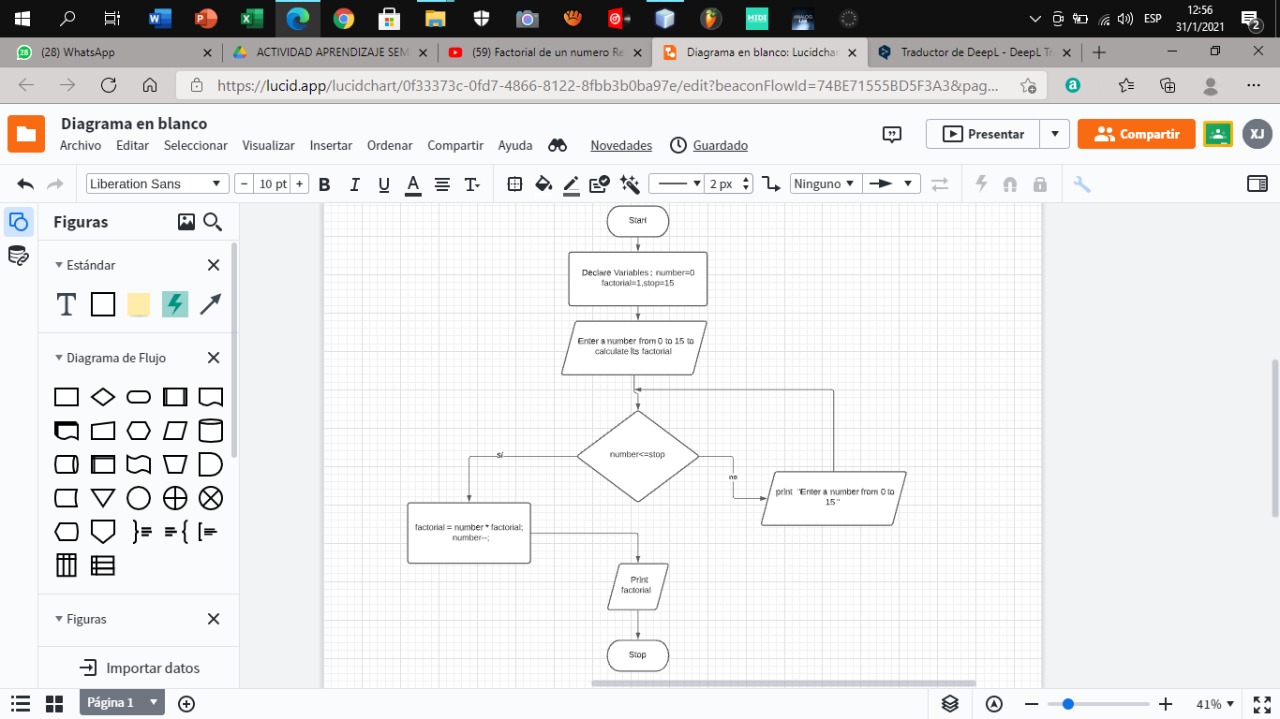 12:56
ESP
31/1/2021
2
28
(28) WhatsApp
ACTIVIDAD APRENDIZAJE SEM
(59) Factorial de un numero Re
Diagrama en blanco: Lucidchar
Traductor de DeepL - DeepL Tr
https://lucid.app/lucidchart/0f33373c-0fd7-4866-8122-8fbb3b0ba97e/edit?beaconFlowId=74BE71555BD5F3A3&pag...
Diagrama en blanco
Archivo Editar Seleccionar Visualizar Insertar Ordenar Compartir Ayuda Novedades Guardado
Presentar
Compartir
XJ
Liberation Sans
10 pt
B I U A T
2 px
Ninguno
Figuras
Estándar
T
Diagrama de Flujo
Figuras
Importar datos
Start
Declare Variables : number=0
factorial=1,stop=15
Enter a number from 0 to 15 to
calculate its factorial
number<=stop
Sí
no
print "Enter a number from 0 to
15 "
factorial = number * factorial;
number--;
Print
factorial
Stop
Página 1
41%